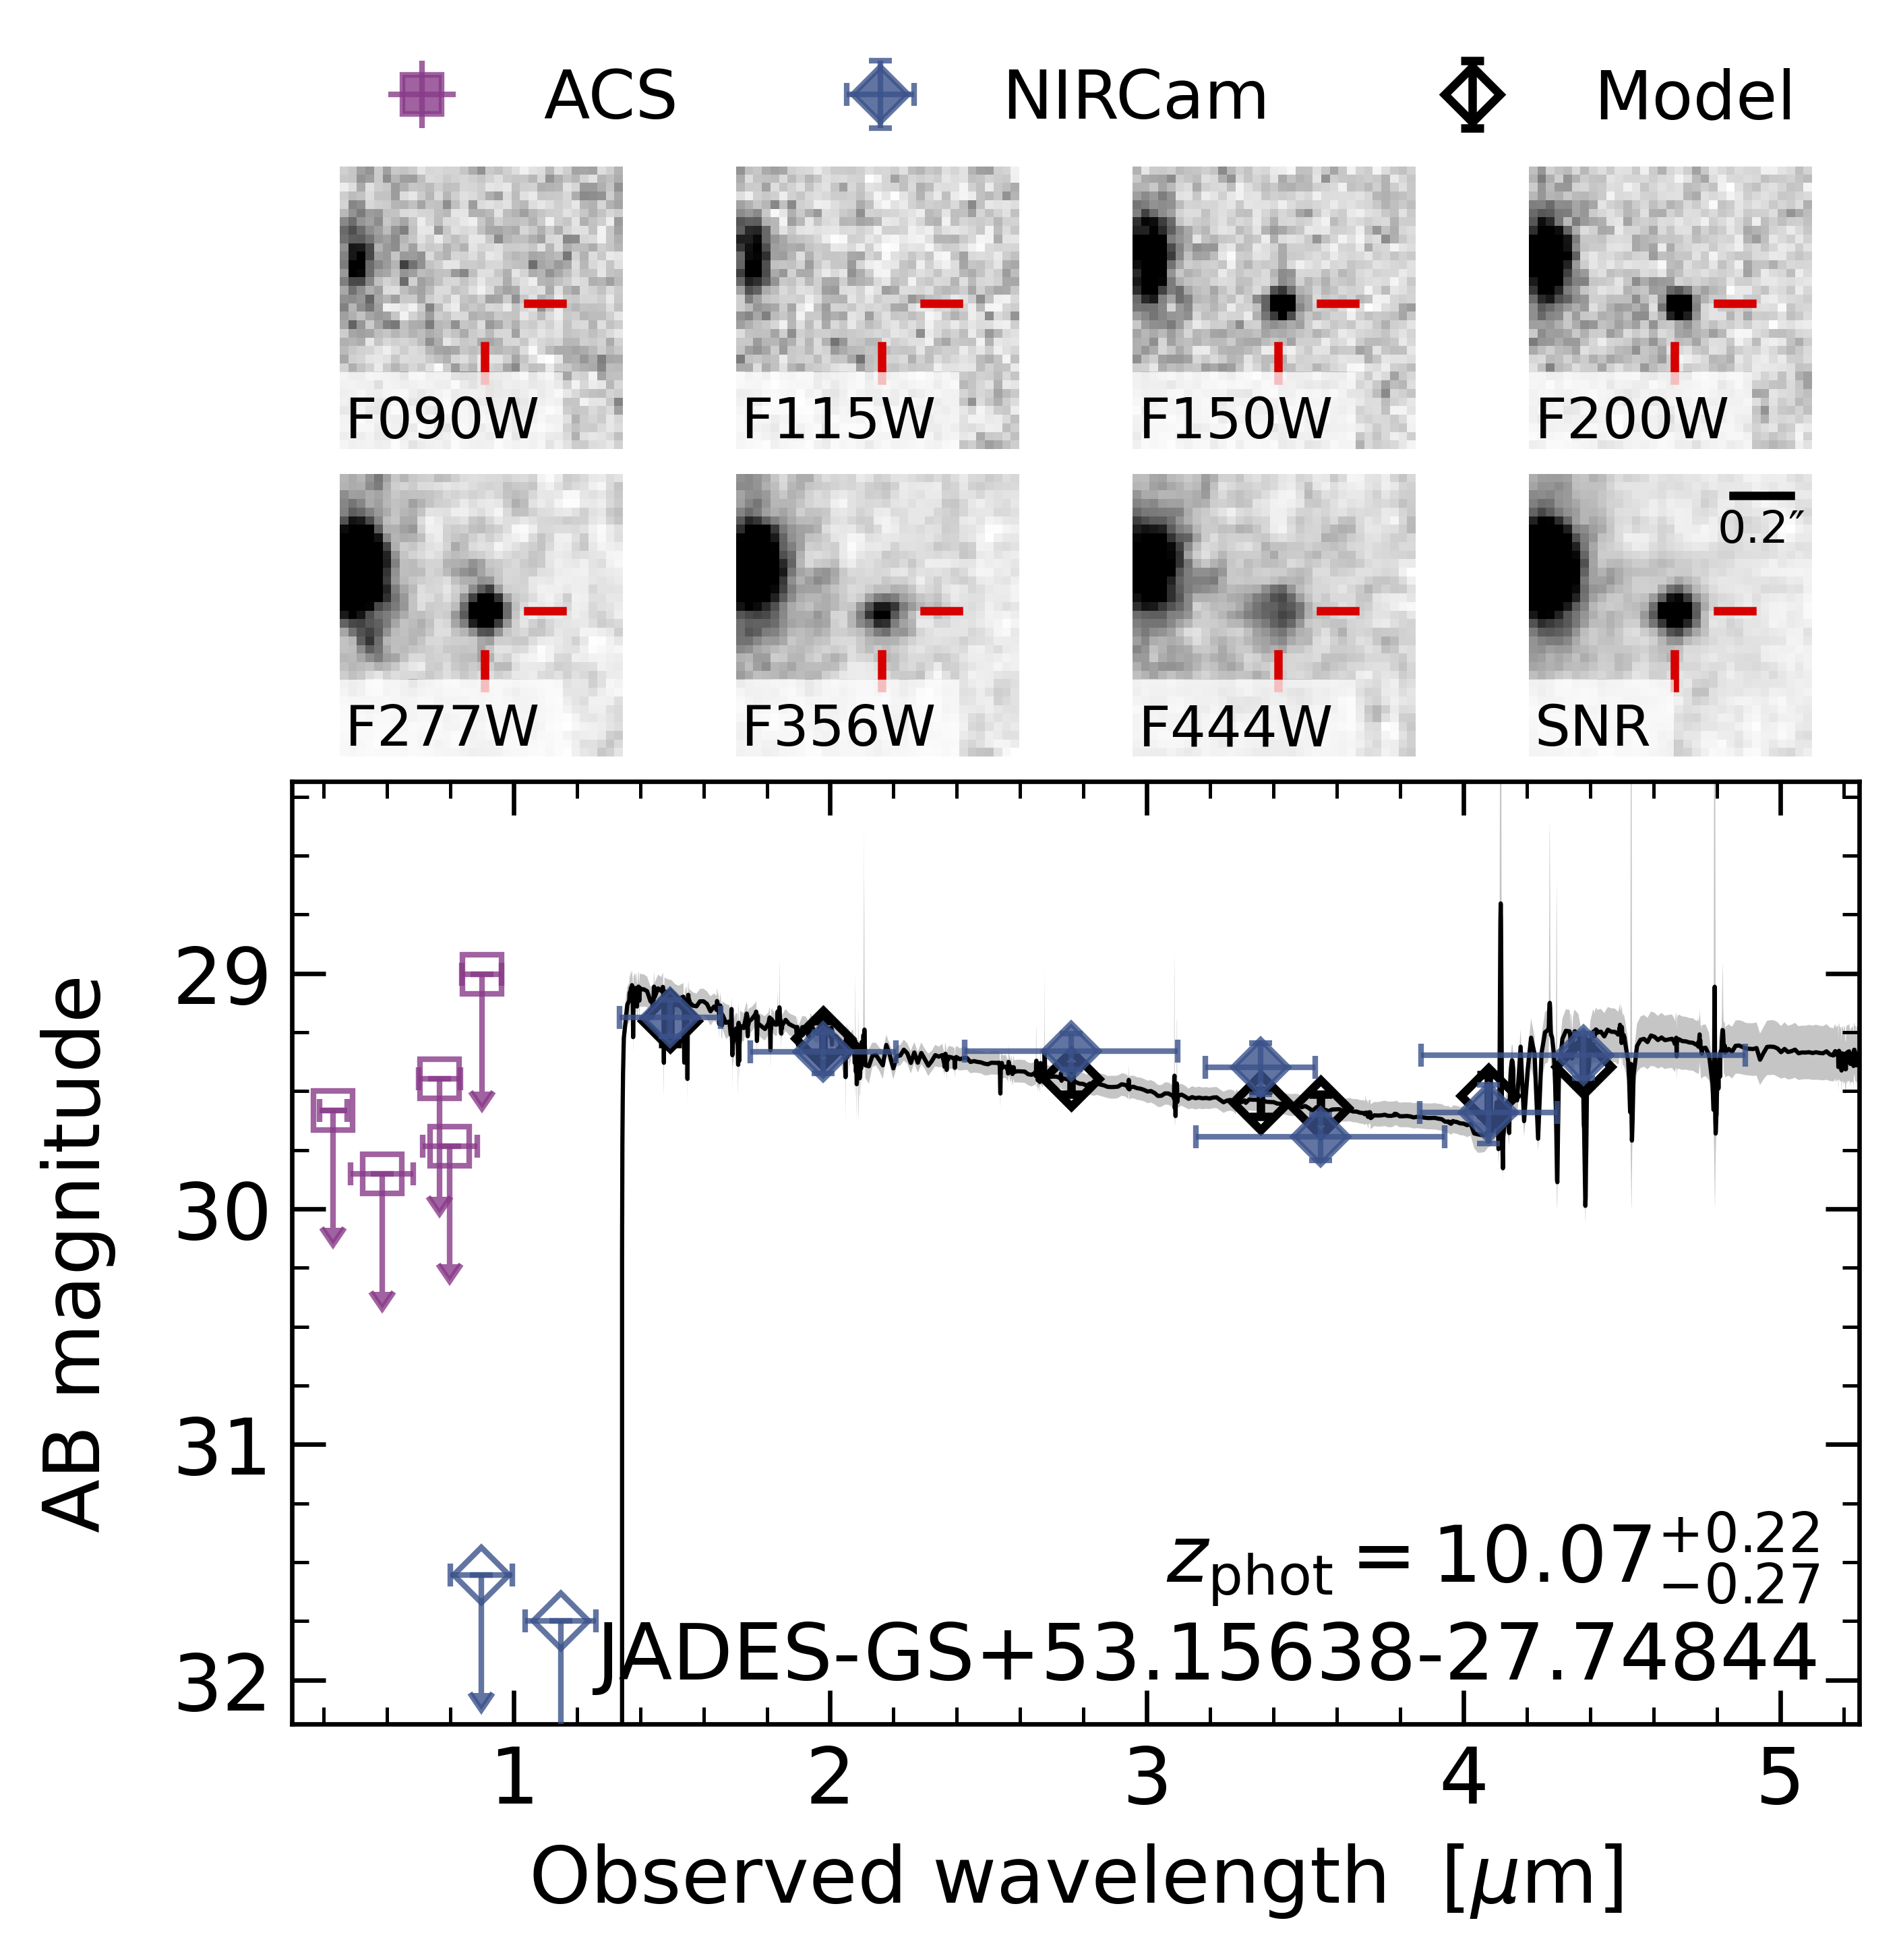 ACS NIRCam Model
F090W F115W F150W F200W
0.2″
F277W F356W F444W SNR
AB magnitude
29
30
31
32
z_phot = 10.07 +0.22 −0.27
JADES-GS+53.15638-27.74844
1 2 3 4 5
Observed wavelength [μm]